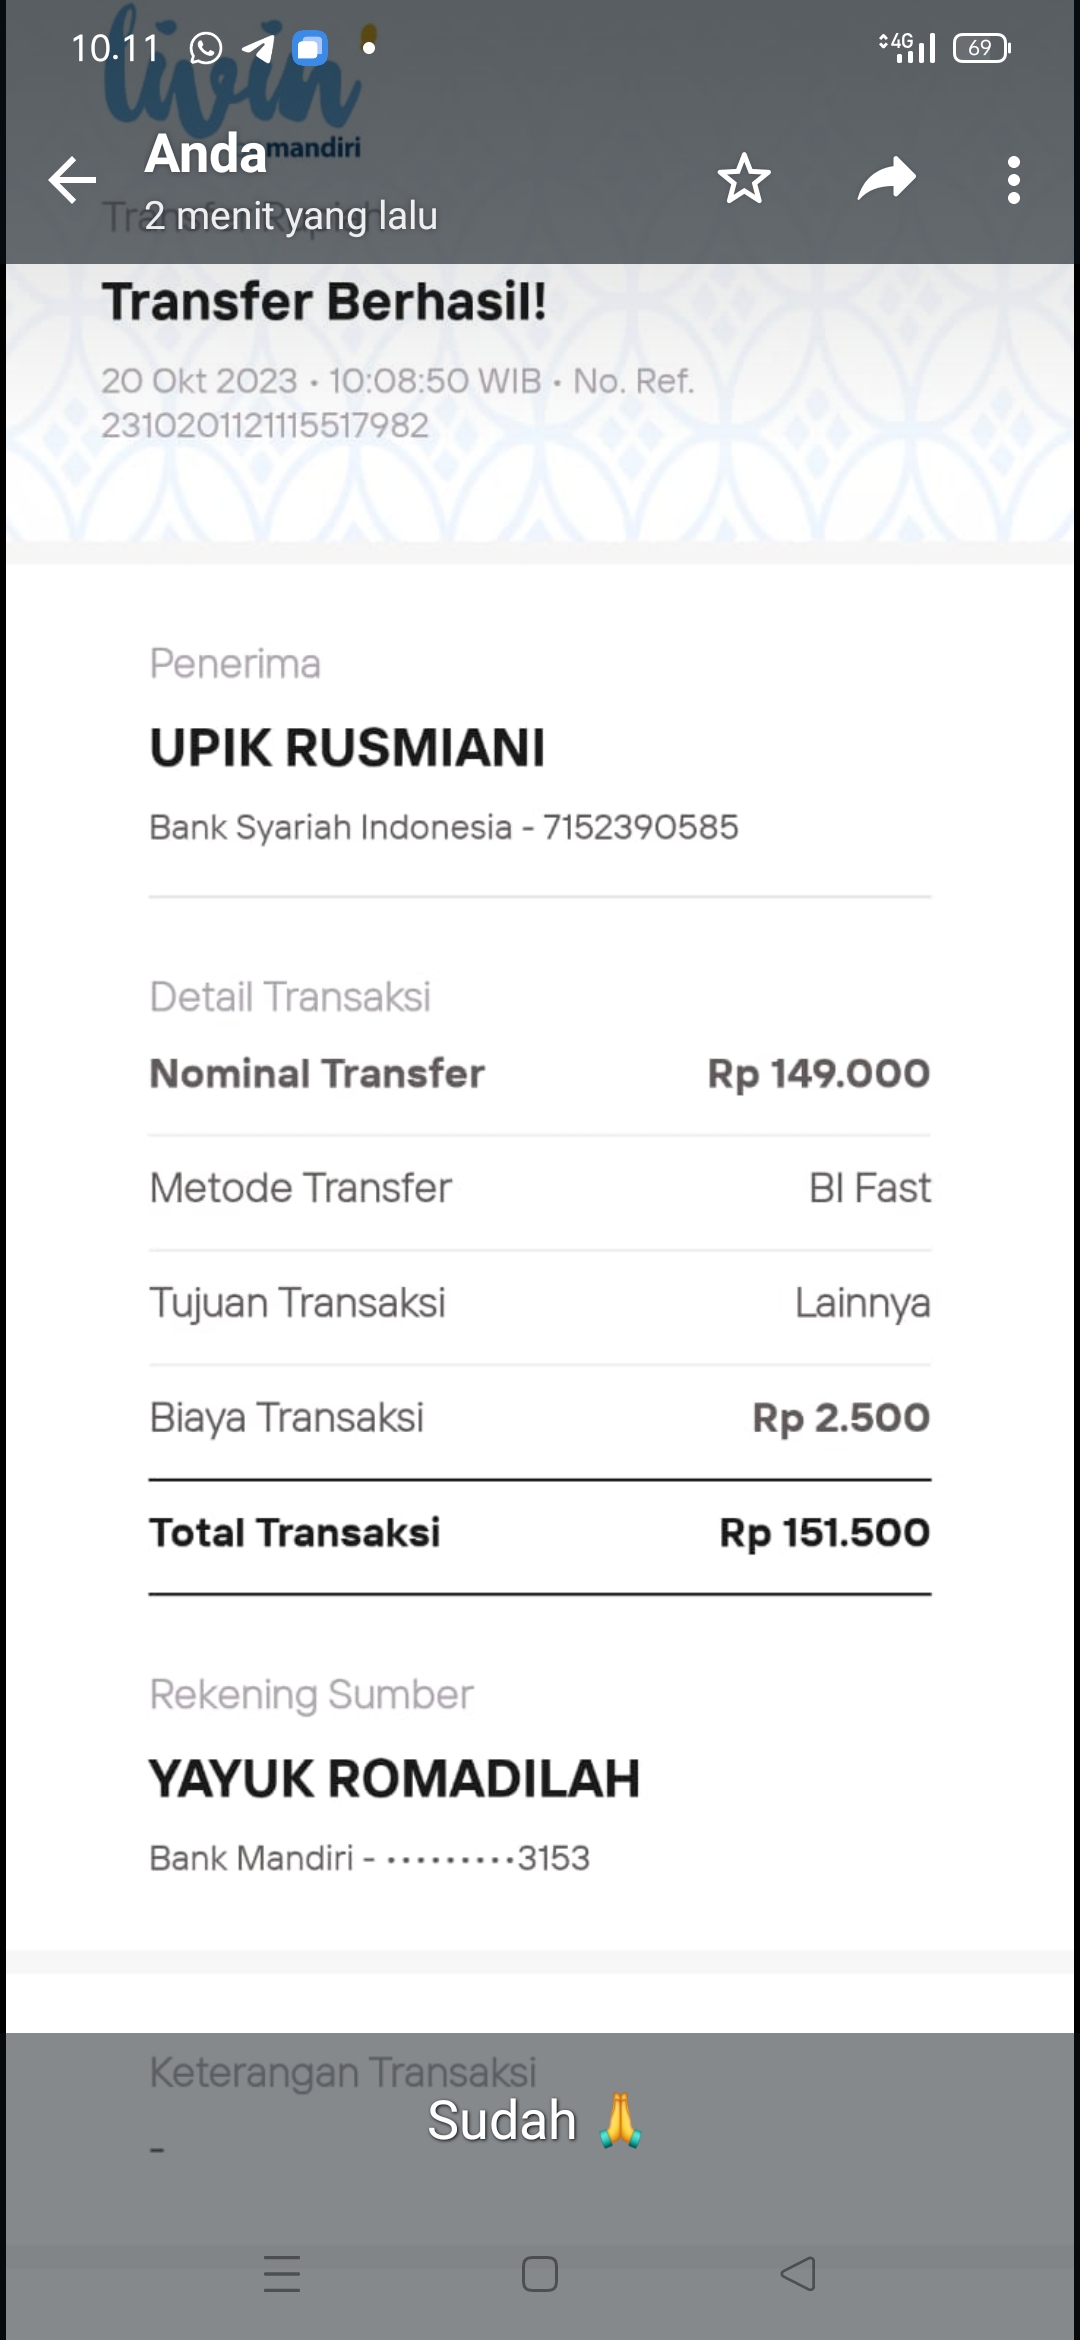 10.11
4G
69
livin'
mandiri
Anda
2 menit yang lalu
Transfer Rupiah
Transfer Berhasil!
20 Okt 2023 • 10:08:50 WIB • No. Ref.
2310201121115517982
Penerima
UPIK RUSMIANI
Bank Syariah Indonesia - 7152390585
Detail Transaksi
Nominal Transfer Rp 149.000
Metode Transfer BI Fast
Tujuan Transaksi Lainnya
Biaya Transaksi Rp 2.500
Total Transaksi Rp 151.500
Rekening Sumber
YAYUK ROMADILAH
Bank Mandiri - •••••••••3153
Keterangan Transaksi
Sudah 🙏
-